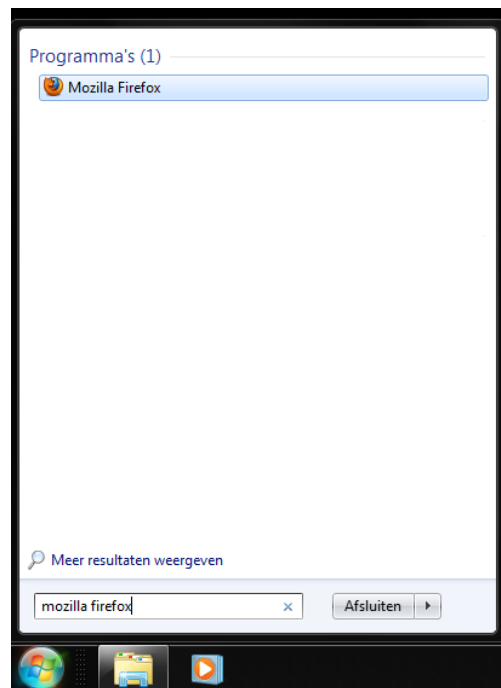 Programma's (1)
Mozilla Firefox
Meer resultaten weergeven
mozilla firefox
Afsluiten